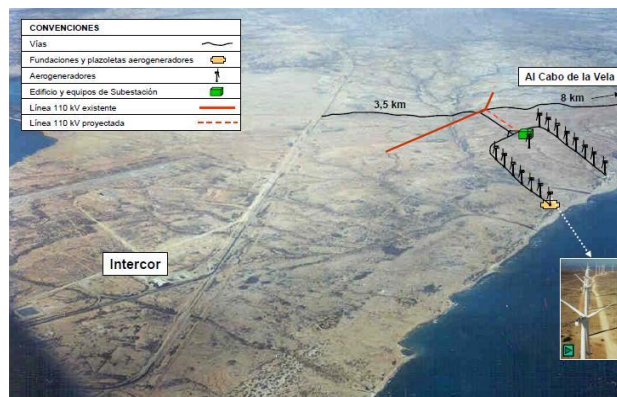 CONVENCIONES
Vías
Fundaciones y plazoletas aerogeneradores
Aerogeneradores
Edificio y equipos de Subestación
Línea 110 kV existente
Línea 110 kV proyectada
Al Cabo de la Vela
3,5 km
8 km
Intercor